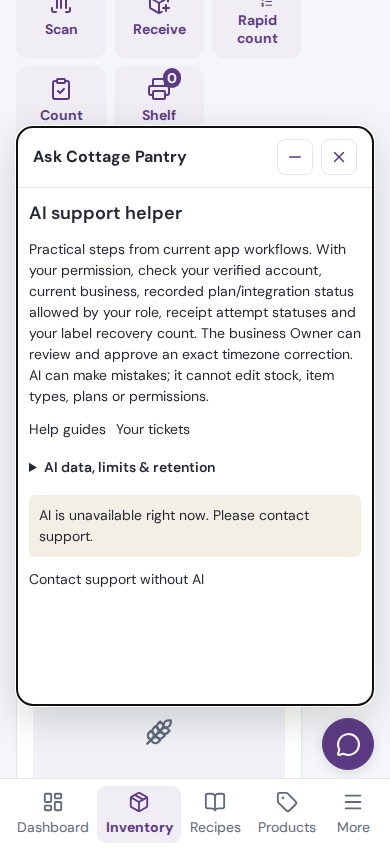 Scan
Receive
Rapid
count
Count
0
Shelf
Ask Cottage Pantry
AI support helper
Practical steps from current app workflows. With
your permission, check your verified account,
current business, recorded plan/integration status
allowed by your role, receipt attempt statuses and
your label recovery count. The business Owner can
review and approve an exact timezone correction.
AI can make mistakes; it cannot edit stock, item
types, plans or permissions.
Help guides Your tickets
AI data, limits & retention
AI is unavailable right now. Please contact
support.
Contact support without AI
Dashboard Inventory Recipes Products More